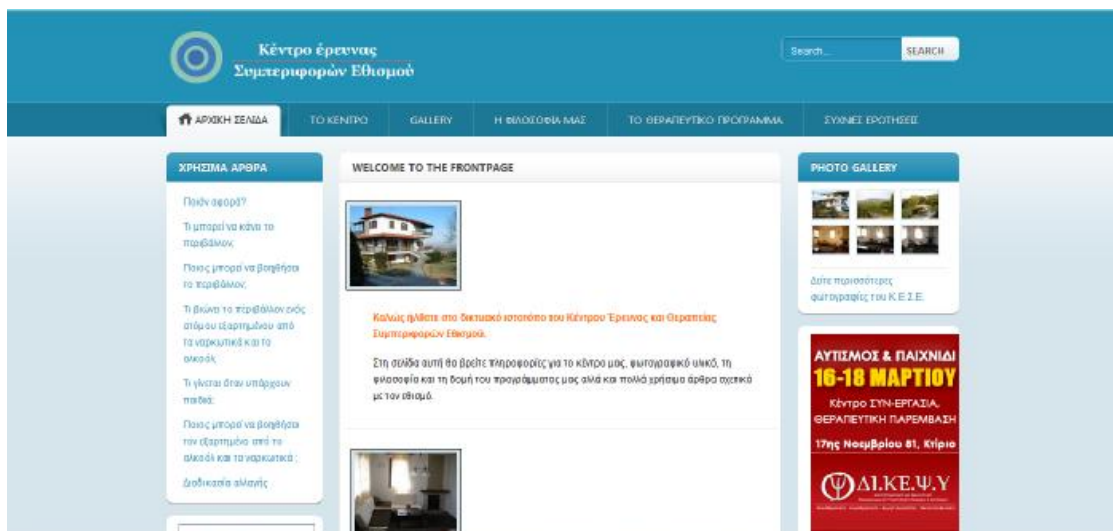 Κέντρο έρευνας
Συμπεριφορών Εθισμού
Search...
SEARCH
ΑΡΧΙΚΗ ΣΕΛΙΔΑ
ΤΟ ΚΕΝΤΡΟ
GALLERY
Η ΦΙΛΟΣΟΦΙΑ ΜΑΣ
ΤΟ ΘΕΡΑΠΕΥΤΙΚΟ ΠΡΟΓΡΑΜΜΑ
ΣΥΧΝΕΣ ΕΡΩΤΗΣΕΙΣ
ΧΡΗΣΙΜΑ ΑΡΘΡΑ
Ποιόν αφορά?
Τι μπορεί να κάνει το
περιβάλλον;
Ποιος μπορεί να βοηθήσει
το περιβάλλον;
Τι βιώνει το περιβάλλον ενός
ατόμου εξαρτημένου από
τα ναρκωτικά και το
αλκοόλ;
Τι γίνεται όταν υπάρχουν
παιδιά;
Ποιος μπορεί να βοηθήσει
τον εξαρτημένο από το
αλκοόλ και τα ναρκωτικά ;
Διαδικασία αλλαγής
WELCOME TO THE FRONTPAGE
Καλώς ήλθατε στο δικτυακό ιστοτόπο του Κέντρου Έρευνας και Θεραπείας
Συμπεριφορών Εθισμού.
Στη σελίδα αυτή θα βρείτε πληροφορίες για το κέντρο μας, φωτογραφικό υλικό, τη
φιλοσοφία και τη δομή του προγράμματος μας αλλά και πολλά χρήσιμα άρθρα σχετικά
με τον εθισμό.
PHOTO GALLERY
Δείτε περισσότερες
φωτογραφίες του Κ.Ε.Σ.Ε.
ΑΥΤΙΣΜΟΣ & ΠΑΙΧΝΙΔΙ
16-18 ΜΑΡΤΙΟΥ
Κέντρο ΣΥΝ-ΕΡΓΑΣΙΑ,
ΘΕΡΑΠΕΥΤΙΚΗ ΠΑΡΕΜΒΑΣΗ
17ης Νοεμβρίου 81, Κτίριο
ΔΙ.ΚΕ.Ψ.Υ